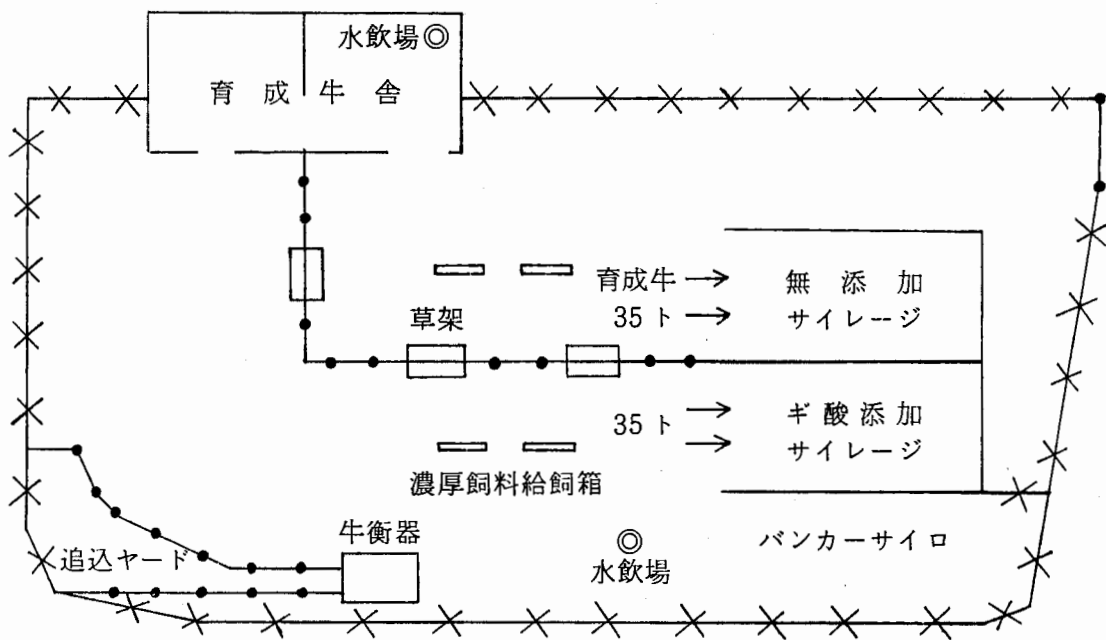 水飲場◎
育成牛舎
育成牛→ 無添加
35ト→ サイレージ
草架
35ト→ ギ酸添加
→ サイレージ
濃厚飼料給飼箱
牛衡器
追込ヤード
◎
水飲場
バンカーサイロ